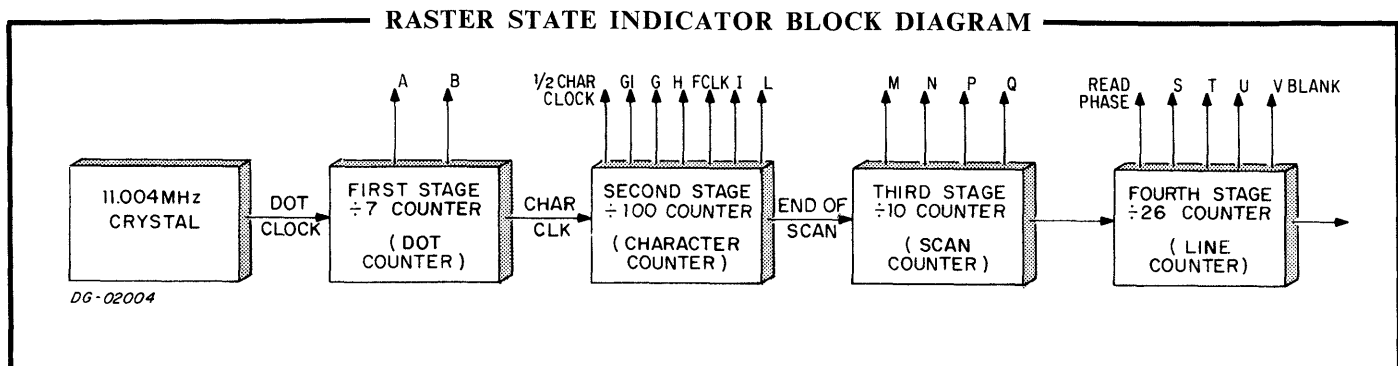 RASTER STATE INDICATOR BLOCK DIAGRAM
A B
1/2 CHAR
CLOCK
GI G H FCLK I L
M N P Q
READ
PHASE
S T U V BLANK
11.004MHz
CRYSTAL
DOT
CLOCK
FIRST STAGE
÷7 COUNTER
(DOT
COUNTER)
CHAR
CLK
SECOND STAGE
÷100 COUNTER
(CHARACTER
COUNTER)
END OF
SCAN
THIRD STAGE
÷10 COUNTER
(SCAN
COUNTER)
FOURTH STAGE
÷26 COUNTER
(LINE
COUNTER)
DG-02004